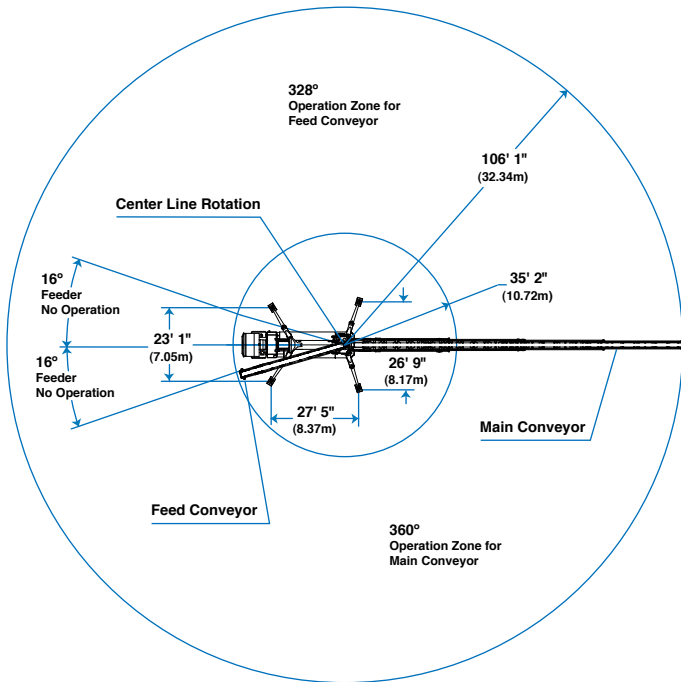 328º
Operation Zone for
Feed Conveyor
106' 1"
(32.34m)
Center Line Rotation
35' 2"
(10.72m)
16º
Feeder
No Operation
23' 1"
(7.05m)
16º
Feeder
No Operation
26' 9"
(8.17m)
27' 5"
(8.37m)
Main Conveyor
Feed Conveyor
360º
Operation Zone for
Main Conveyor